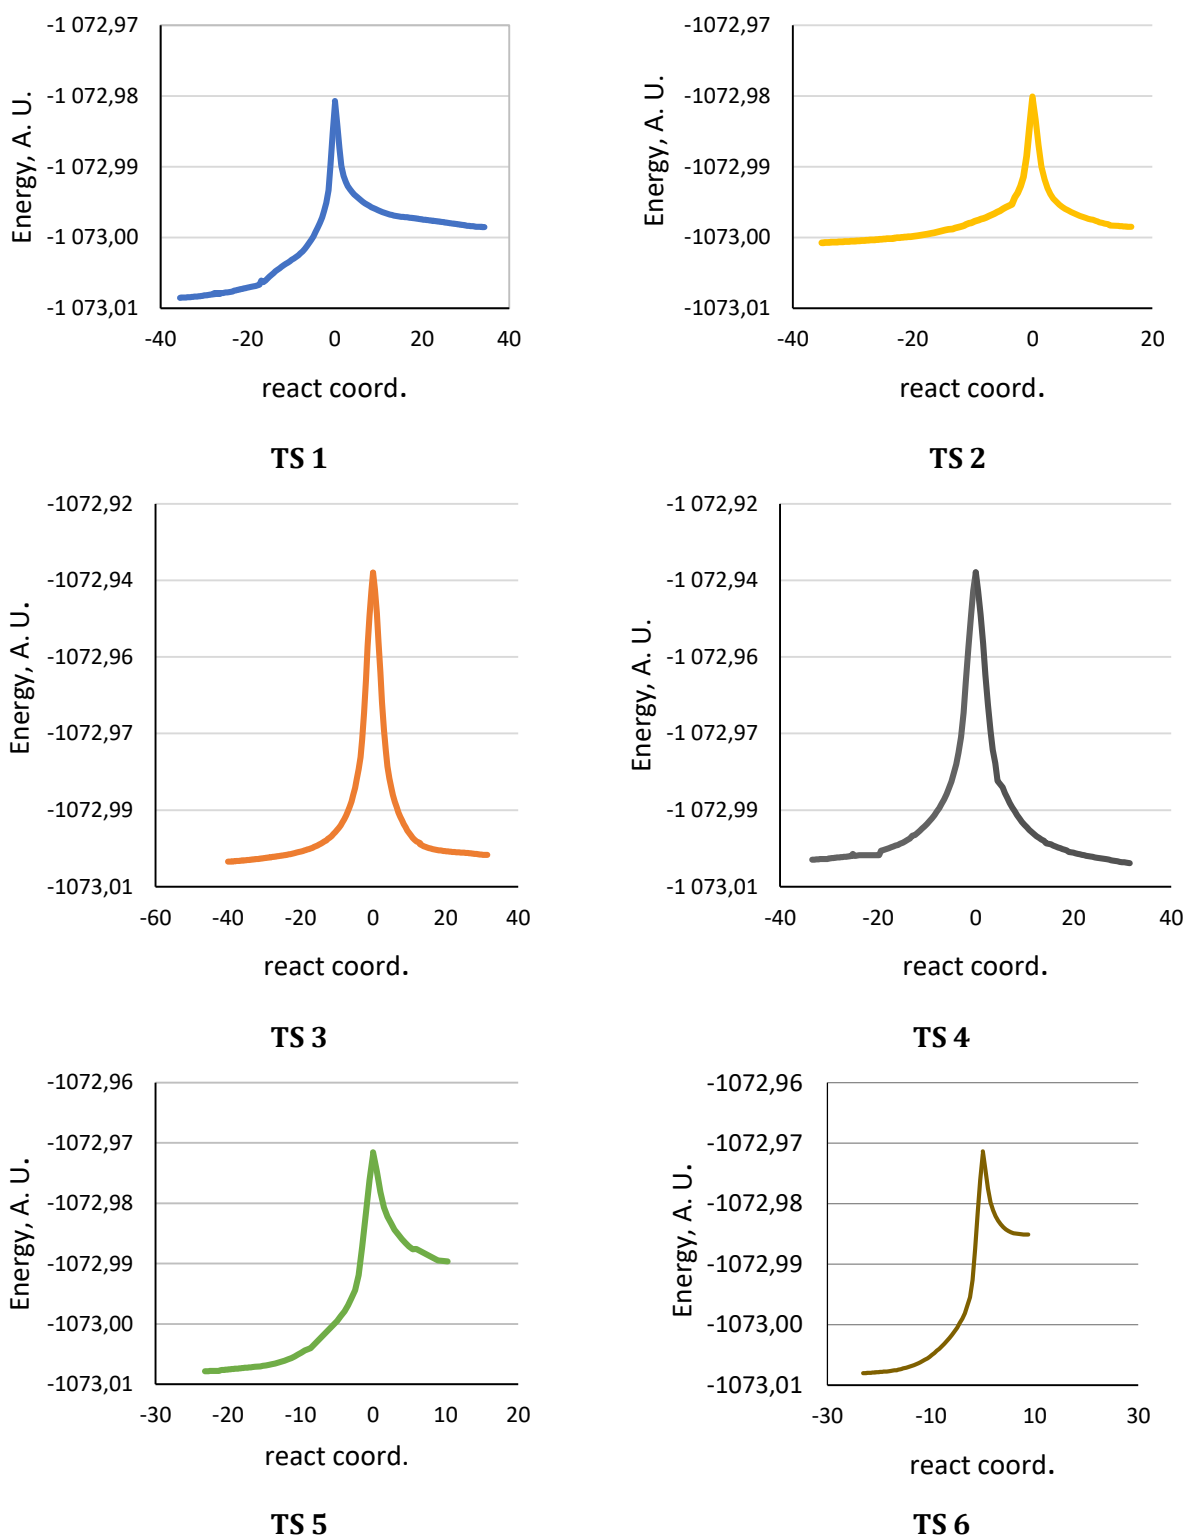 -1 072,97
-1 072,98
-1 072,99
-1 073,00
-1 073,01
-40 -20 0 20 40
Energy, A. U.
react coord.
TS 1
-1072,97
-1072,98
-1072,99
-1073,00
-1073,01
-40 -20 0 20
Energy, A. U.
react coord.
TS 2
-1072,92
-1072,94
-1072,96
-1072,97
-1072,99
-1073,01
-60 -40 -20 0 20 40
Energy, A. U.
react coord.
TS 3
-1 072,92
-1 072,94
-1 072,96
-1 072,97
-1 072,99
-1 073,01
-40 -20 0 20 40
Energy, A. U.
react coord.
TS 4
-1072,96
-1072,97
-1072,98
-1072,99
-1073,00
-1073,01
-30 -20 -10 0 10 20
Energy, A. U.
react coord.
TS 5
-1072,96
-1072,97
-1072,98
-1072,99
-1073,00
-1073,01
-30 -10 10 30
Energy, A. U.
react coord.
TS 6